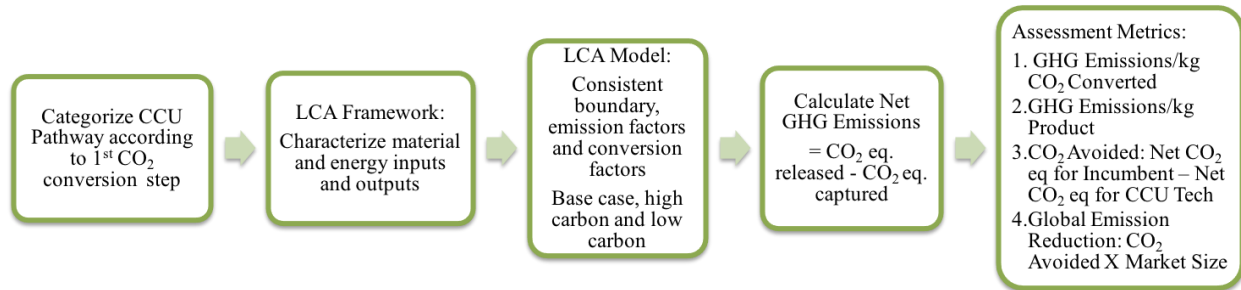 Categorize CCU
Pathway according
to 1st CO2
conversion step
LCA Framework:
Characterize material
and energy inputs
and outputs
LCA Model:
Consistent
boundary,
emission factors
and conversion
factors
Base case, high
carbon and low
carbon
Calculate Net
GHG Emissions
= CO2 eq.
released - CO2 eq.
captured
Assessment Metrics:
1. GHG Emissions/kg
CO2 Converted
2.GHG Emissions/kg
Product
3.CO2 Avoided: Net CO2
eq for Incumbent – Net
CO2 eq for CCU Tech
4.Global Emission
Reduction: CO2
Avoided X Market Size